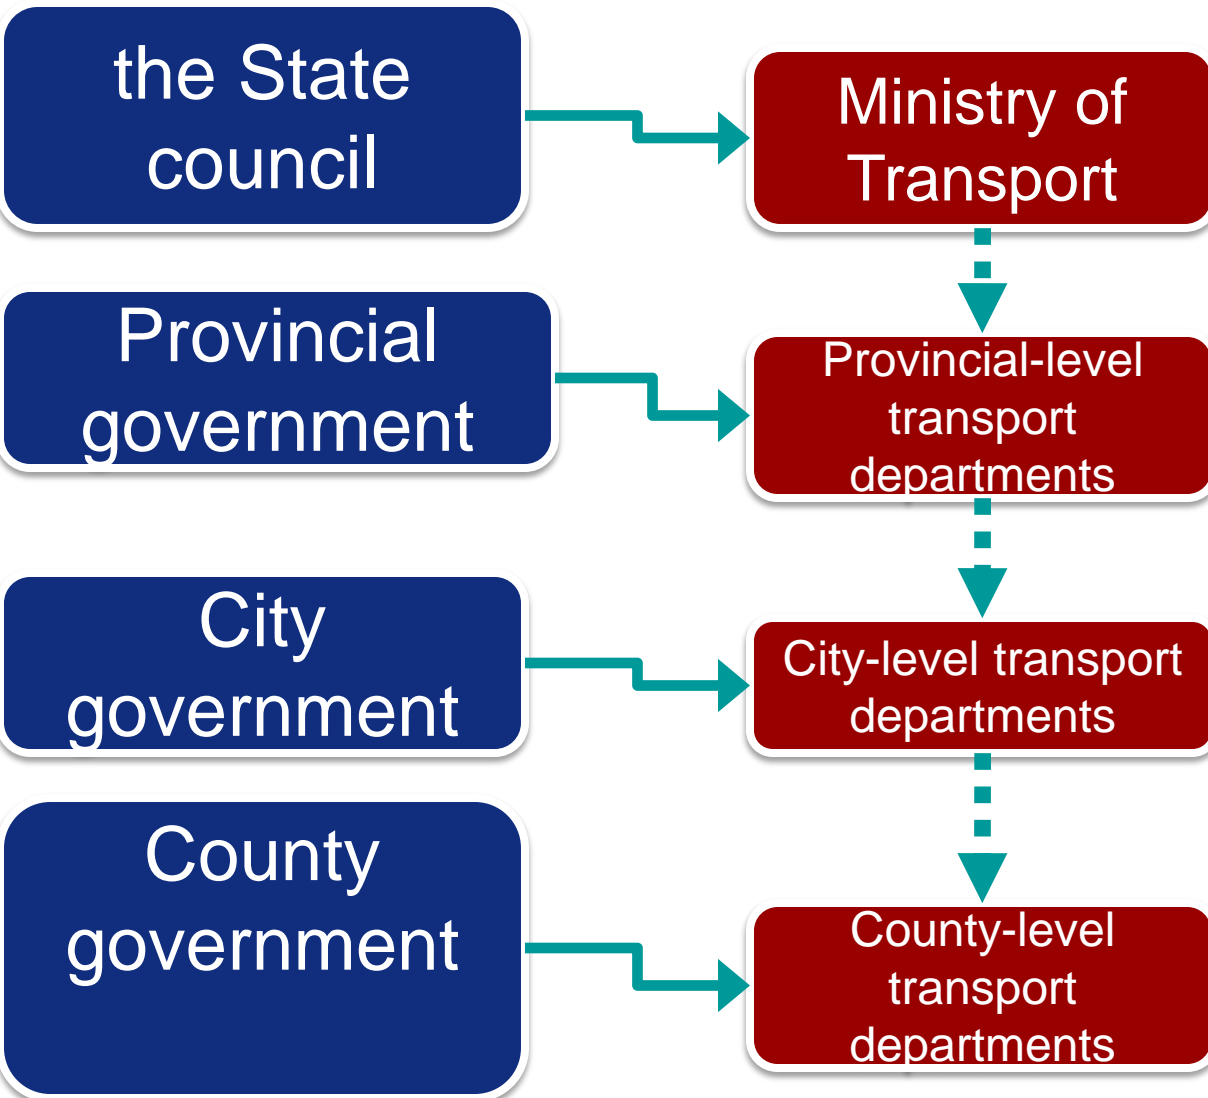 the State
council
Ministry of
Transport
Provincial
government
Provincial-level
transport
departments
City
government
City-level transport
departments
County
government
County-level
transport
departments